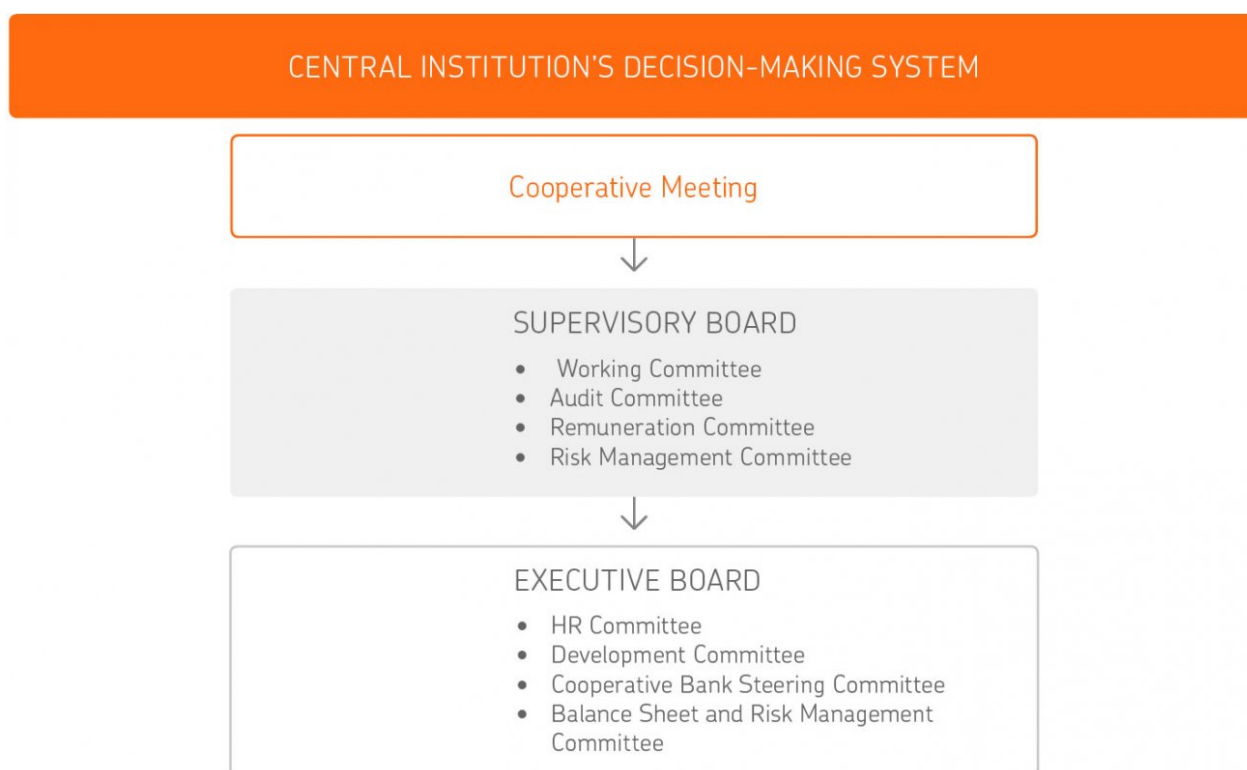 CENTRAL INSTITUTION'S DECISION-MAKING SYSTEM
Cooperative Meeting
SUPERVISORY BOARD
• Working Committee
• Audit Committee
• Remuneration Committee
• Risk Management Committee
EXECUTIVE BOARD
• HR Committee
• Development Committee
• Cooperative Bank Steering Committee
• Balance Sheet and Risk Management
Committee